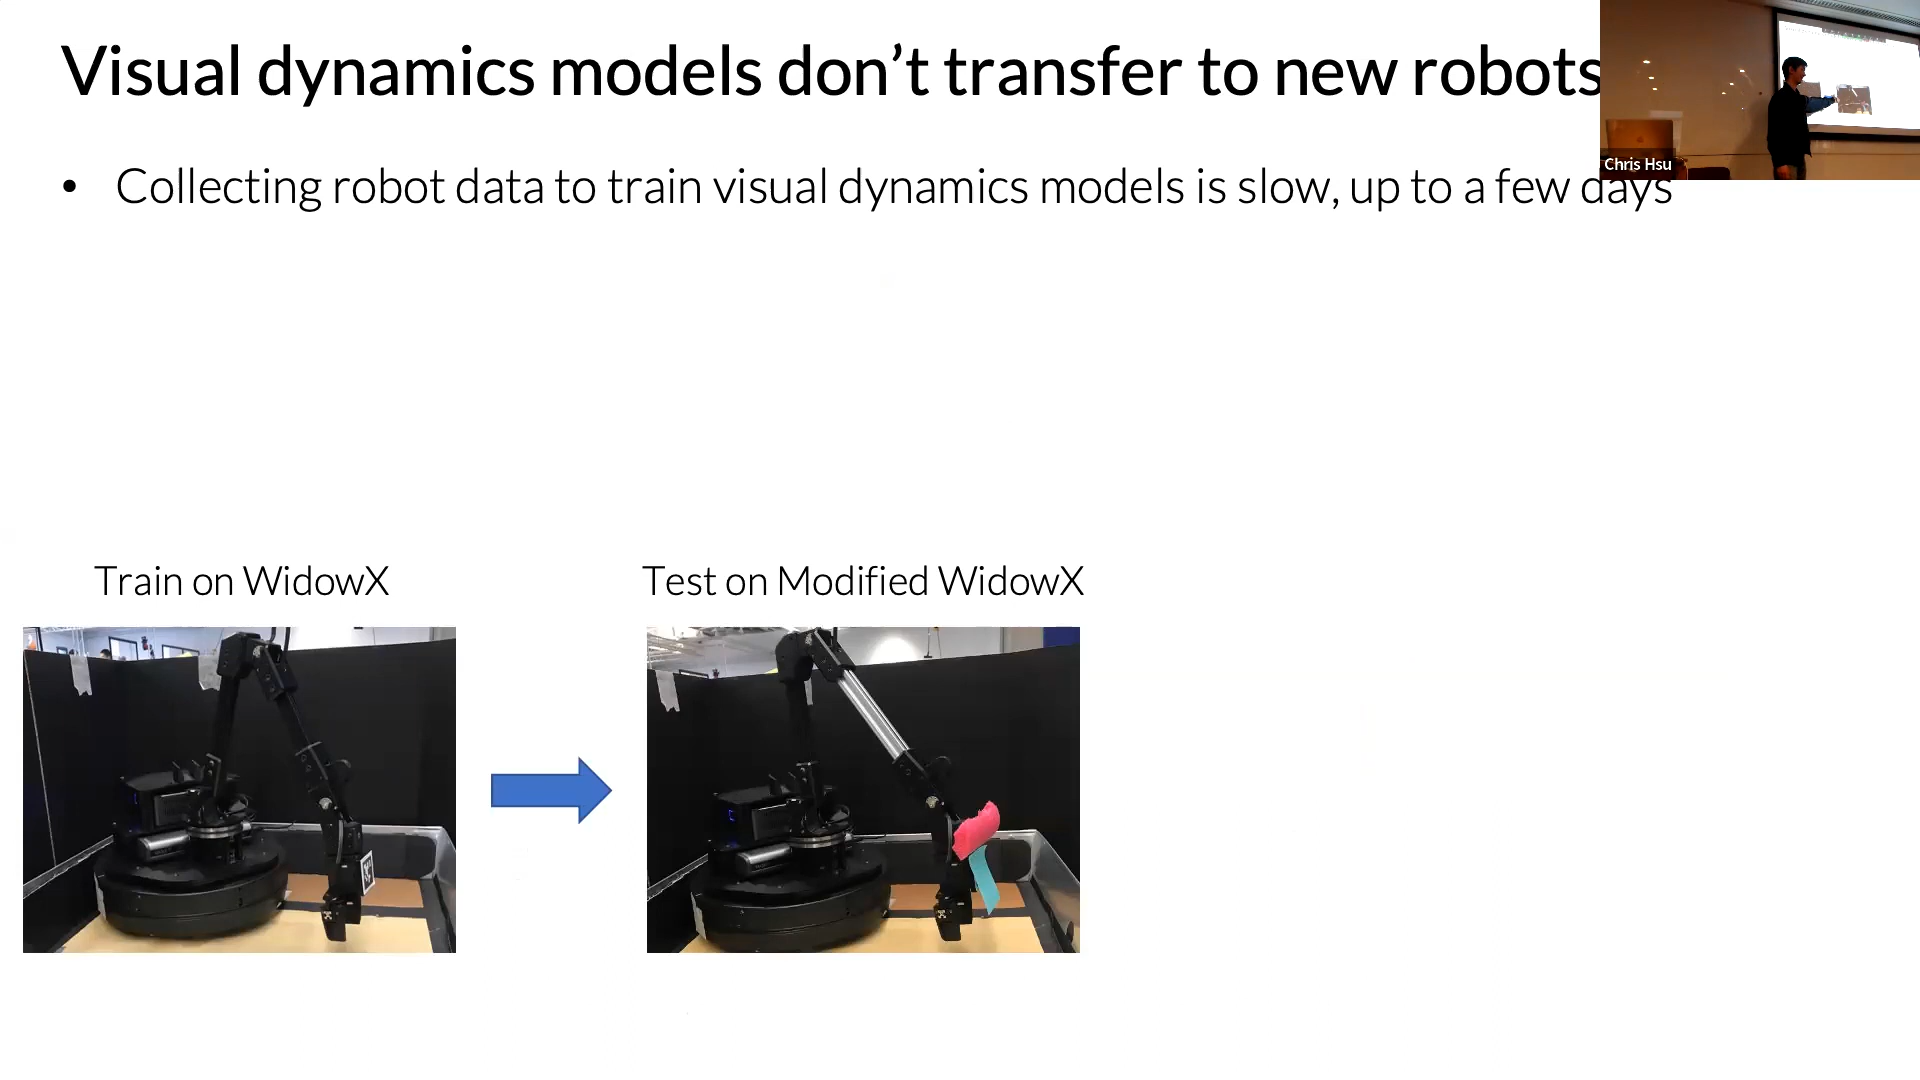 Visual dynamics models don't transfer to new robots
Chris Hsu
• Collecting robot data to train visual dynamics models is slow, up to a few days
Train on WidowX
Test on Modified WidowX